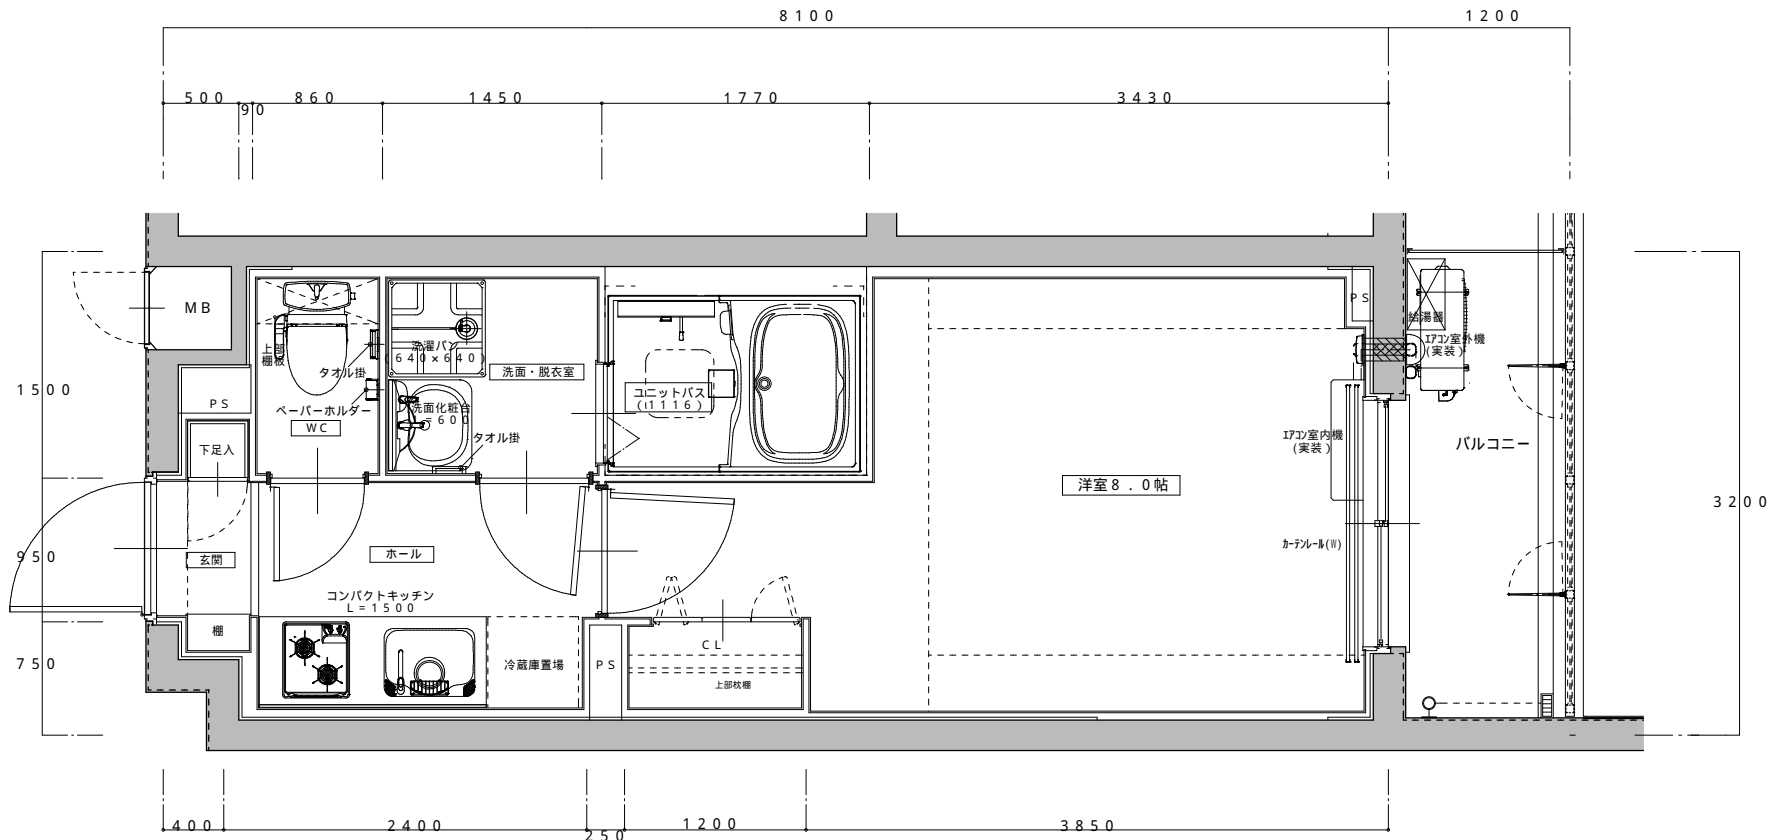 8100
1200
500
90
860
1450
1770
3430
MB
PS
上部
棚板
タオル掛
ペーパーホルダー
WC
洗濯パン
(640×640)
洗面・脱衣室
洗面化粧台
=600
タオル掛
ユニットバス
(1116)
PS
給湯器
エアコン室外機
(実装)
1500
下足入
エアコン室内機
(実装)
バルコニー
洋室8.0帖
3200
950
玄関
ホール
カーテンレール(W)
コンパクトキッチン
L=1500
棚
750
冷蔵庫置場
PS
CL
上部枕棚
400
2400
250
1200
3850